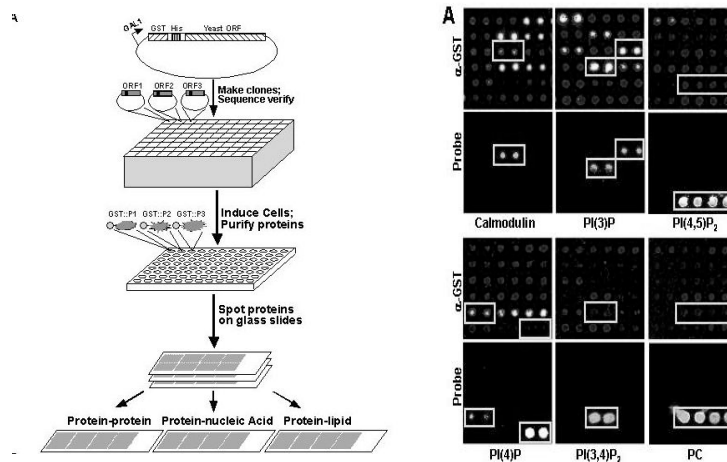 A
GAL1
GST His Yeast ORF
ORF1 ORF2 ORF3
Make clones;
Sequence verify
GST::P1 GST::P2 GST::P3
Induce Cells;
Purify proteins
Spot proteins
on glass slides
Protein-protein Protein-nucleic Acid Protein-lipid
A
α-GST
Probe
Calmodulin PI(3)P PI(4,5)P₂
α-GST
Probe
PI(4)P PI(3,4)P₂ PC